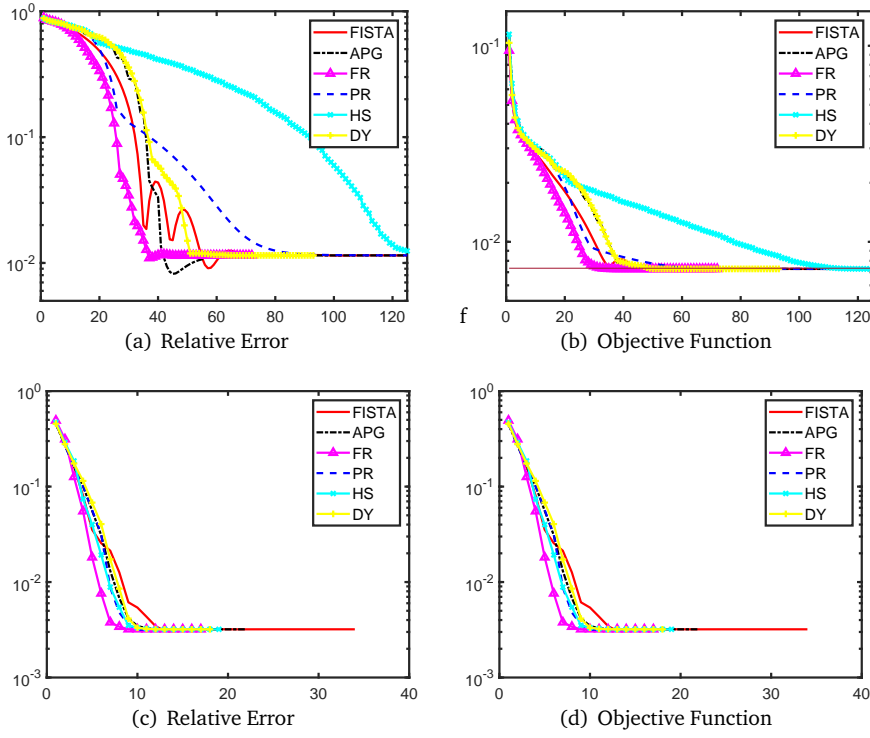 10^0
10^-1
10^-2
0 20 40 60 80 100 120
FISTA
APG
FR
PR
HS
DY
(a) Relative Error
10^-1
10^-2
0 20 40 60 80 100 120
FISTA
APG
FR
PR
HS
DY
f
(b) Objective Function
10^0
10^-1
10^-2
10^-3
0 10 20 30 40
FISTA
APG
FR
PR
HS
DY
(c) Relative Error
10^0
10^-1
10^-2
10^-3
0 10 20 30 40
FISTA
APG
FR
PR
HS
DY
(d) Objective Function